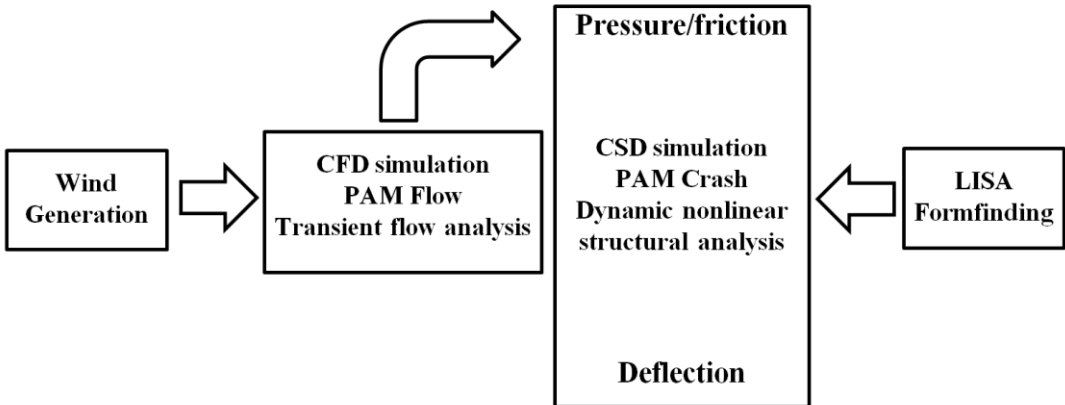 Wind
Generation
CFD simulation
PAM Flow
Transient flow analysis
Pressure/friction
CSD simulation
PAM Crash
Dynamic nonlinear
structural analysis
Deflection
LISA
Formfinding